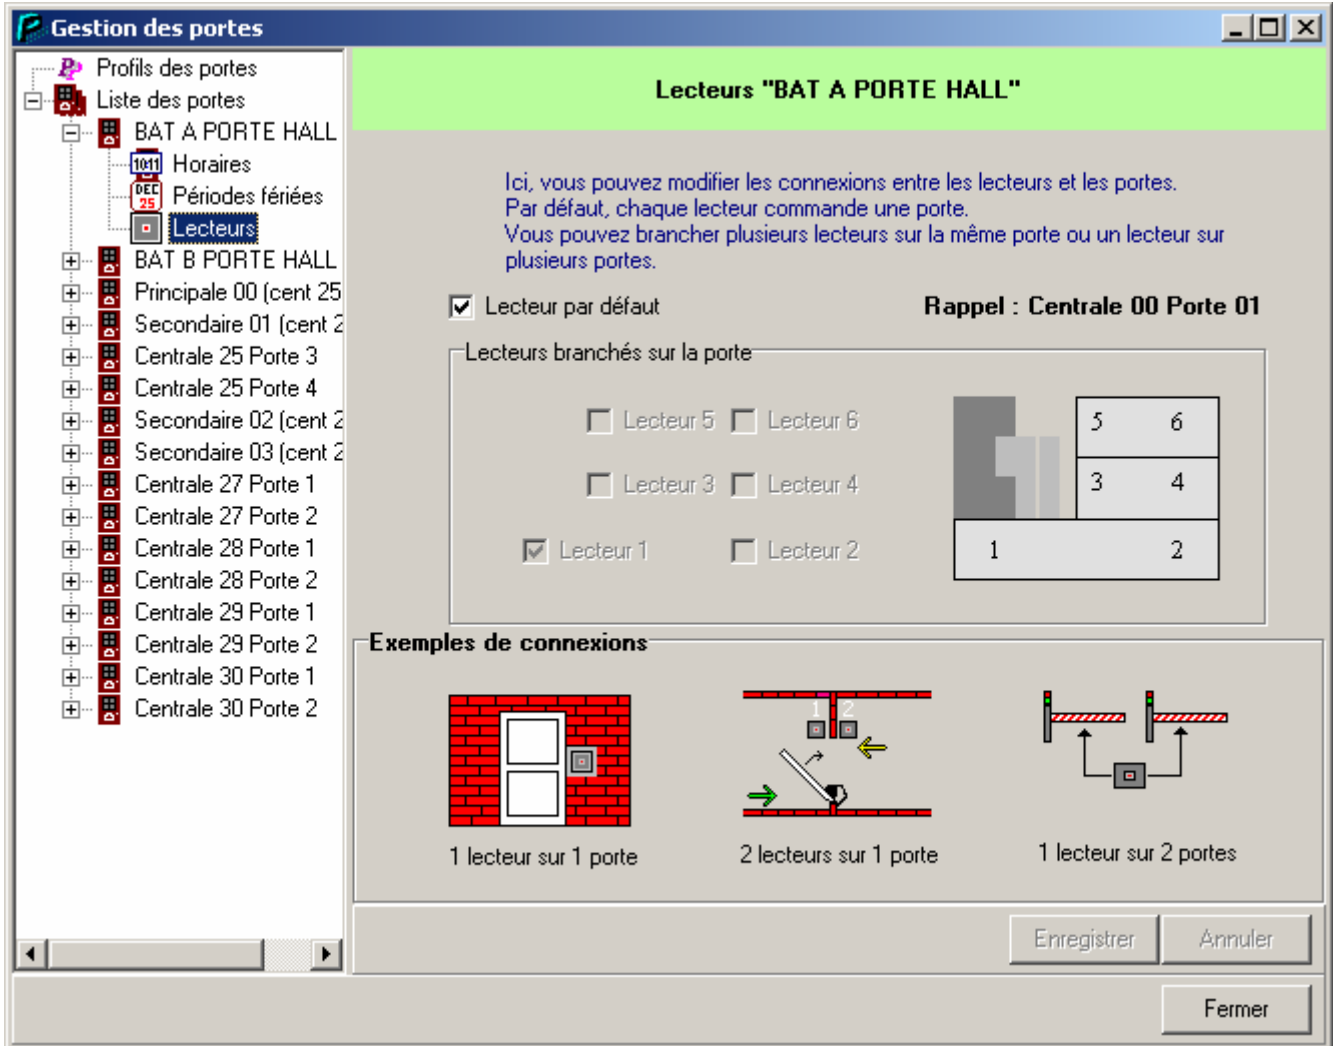 Gestion des portes
Profils des portes
Liste des portes
BAT A PORTE HALL
1011 Horaires
DEC 25 Périodes fériées
Lecteurs
BAT B PORTE HALL
Principale 00 (cent 25
Secondaire 01 (cent 2
Centrale 25 Porte 3
Centrale 25 Porte 4
Secondaire 02 (cent 2
Secondaire 03 (cent 2
Centrale 27 Porte 1
Centrale 27 Porte 2
Centrale 28 Porte 1
Centrale 28 Porte 2
Centrale 29 Porte 1
Centrale 29 Porte 2
Centrale 30 Porte 1
Centrale 30 Porte 2
Lecteurs "BAT A PORTE HALL"
Ici, vous pouvez modifier les connexions entre les lecteurs et les portes.
Par défaut, chaque lecteur commande une porte.
Vous pouvez brancher plusieurs lecteurs sur la même porte ou un lecteur sur
plusieurs portes.
Lecteur par défaut
Rappel : Centrale 00 Porte 01
Lecteurs branchés sur la porte
Lecteur 5 Lecteur 6
Lecteur 3 Lecteur 4
Lecteur 1 Lecteur 2
5 6
3 4
1 2
Exemples de connexions
1 2
1 lecteur sur 1 porte
2 lecteurs sur 1 porte
1 lecteur sur 2 portes
Enregistrer
Annuler
Fermer